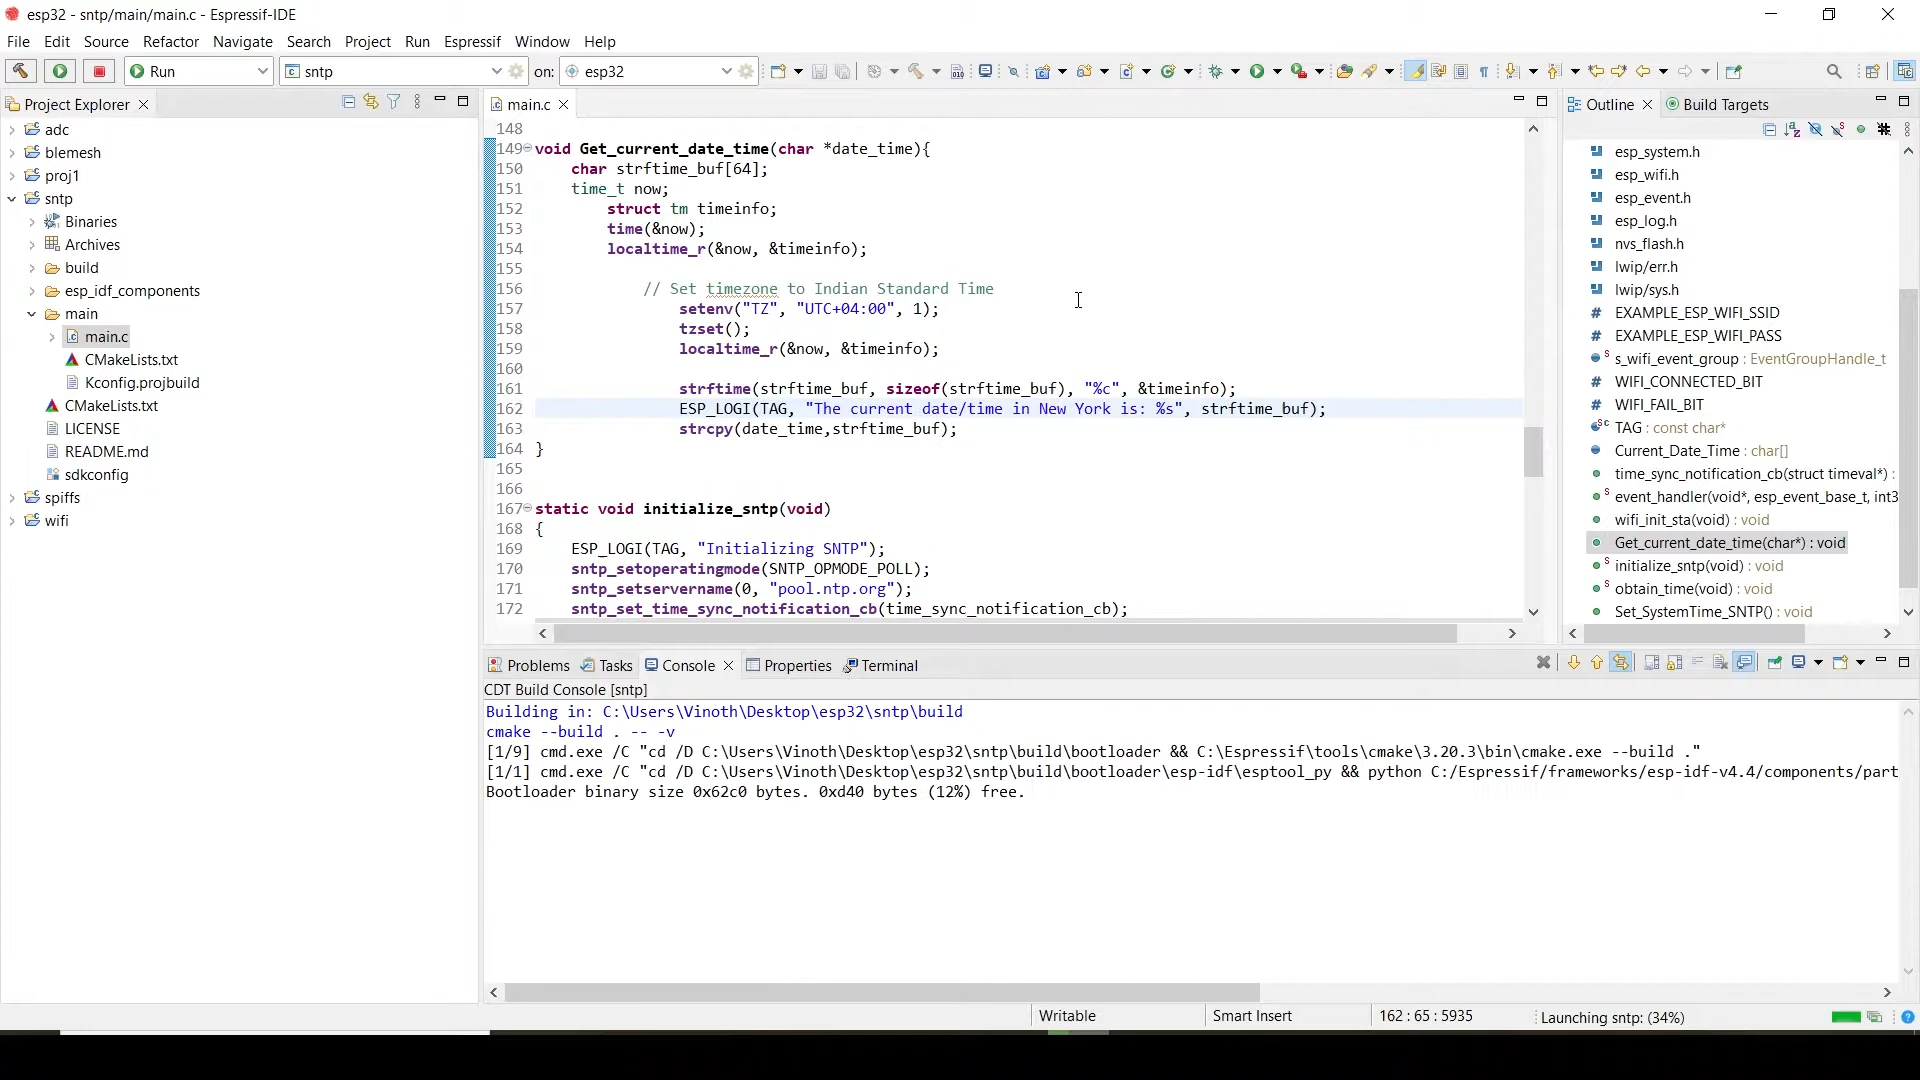 esp32 - sntp/main/main.c - Espressif-IDE
File Edit Source Refactor Navigate Search Project Run Espressif Window Help
Run sntp on: esp32
Project Explorer
adc
blemesh
proj1
sntp
Binaries
Archives
build
esp_idf_components
main
main.c
CMakeLists.txt
Kconfig.projbuild
CMakeLists.txt
LICENSE
README.md
sdkconfig
spiffs
wifi
main.c
148
149 void Get_current_date_time(char *date_time){
150 char strftime_buf[64];
151 time_t now;
152 struct tm timeinfo;
153 time(&now);
154 localtime_r(&now, &timeinfo);
155
156 // Set timezone to Indian Standard Time
157 setenv("TZ", "UTC+04:00", 1);
158 tzset();
159 localtime_r(&now, &timeinfo);
160
161 strftime(strftime_buf, sizeof(strftime_buf), "%c", &timeinfo);
162 ESP_LOGI(TAG, "The current date/time in New York is: %s", strftime_buf);
163 strcpy(date_time,strftime_buf);
164 }
165
166
167 static void initialize_sntp(void)
168 {
169 ESP_LOGI(TAG, "Initializing SNTP");
170 sntp_setoperatingmode(SNTP_OPMODE_POLL);
171 sntp_setservername(0, "pool.ntp.org");
172 sntp_set_time_sync_notification_cb(time_sync_notification_cb);
Outline Build Targets
esp_system.h
esp_wifi.h
esp_event.h
esp_log.h
nvs_flash.h
lwip/err.h
lwip/sys.h
EXAMPLE_ESP_WIFI_SSID
EXAMPLE_ESP_WIFI_PASS
s_wifi_event_group : EventGroupHandle_t
WIFI_CONNECTED_BIT
WIFI_FAIL_BIT
TAG : const char*
Current_Date_Time : char[]
time_sync_notification_cb(struct timeval*) :
event_handler(void*, esp_event_base_t, int3
wifi_init_sta(void) : void
Get_current_date_time(char*) : void
initialize_sntp(void) : void
obtain_time(void) : void
Set_SystemTime_SNTP() : void
Problems Tasks Console Properties Terminal
CDT Build Console [sntp]
Building in: C:\Users\Vinoth\Desktop\esp32\sntp\build
cmake --build . -- -v
[1/9] cmd.exe /C "cd /D C:\Users\Vinoth\Desktop\esp32\sntp\build\bootloader && C:\Espressif\tools\cmake\3.20.3\bin\cmake.exe --build ."
[1/1] cmd.exe /C "cd /D C:\Users\Vinoth\Desktop\esp32\sntp\build\bootloader\esp-idf\esptool_py && python C:/Espressif/frameworks/esp-idf-v4.4/components/part
Bootloader binary size 0x62c0 bytes. 0xd40 bytes (12%) free.
Writable Smart Insert 162 : 65 : 5935 Launching sntp: (34%)